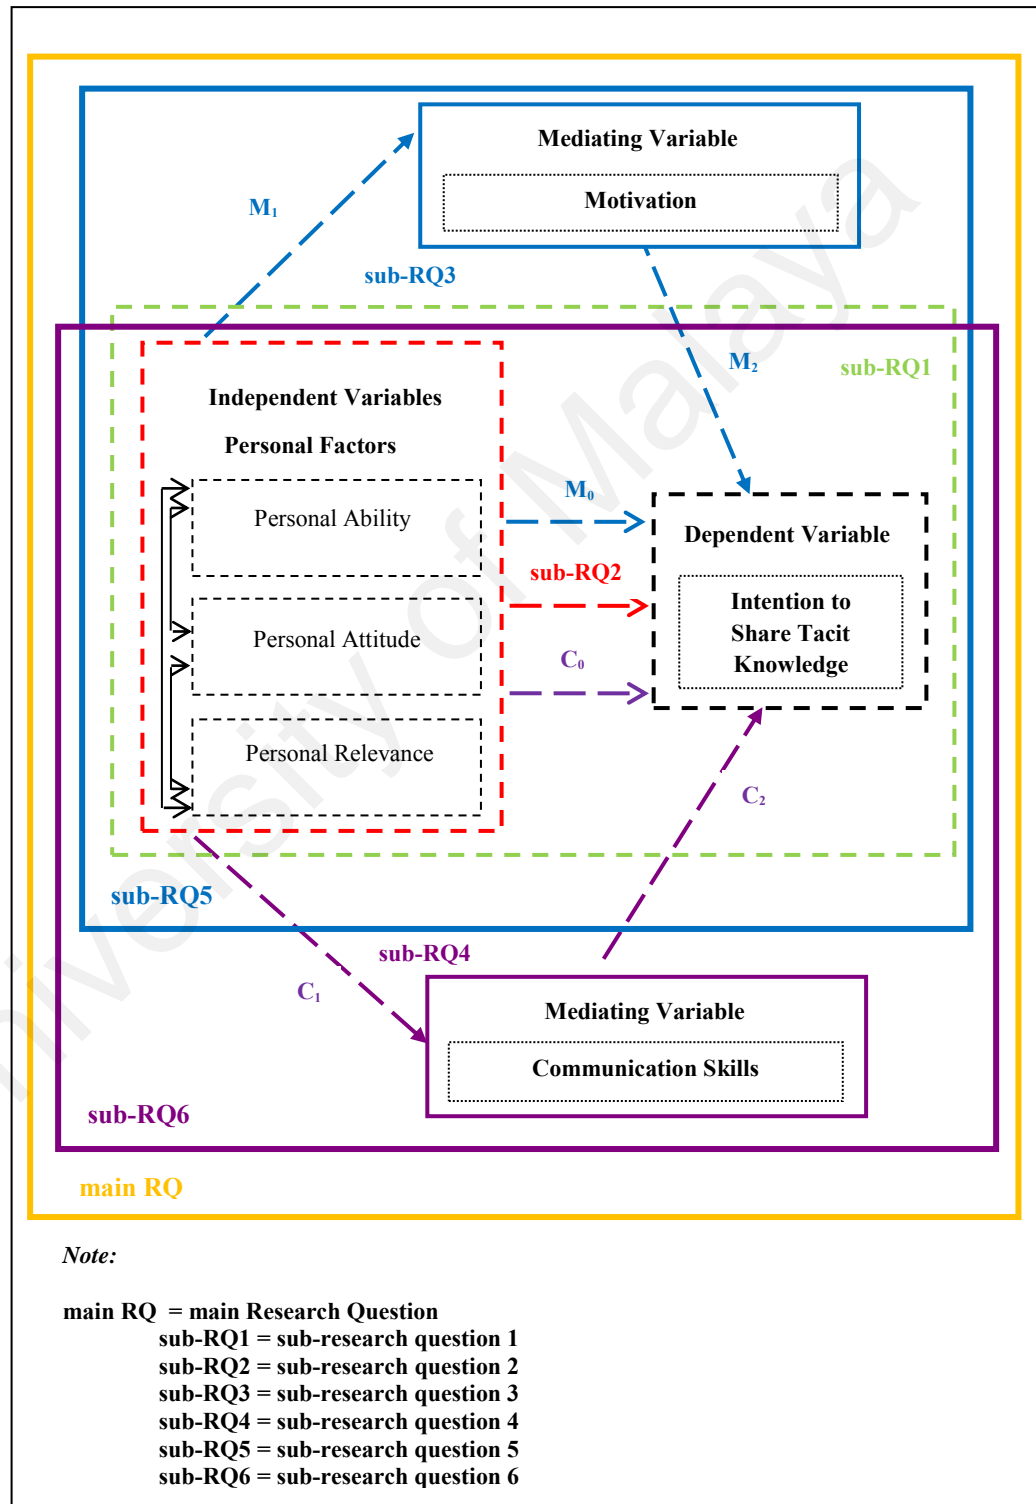 Mediating Variable
Motivation
M₁
sub-RQ3
M₂
sub-RQ1
Independent Variables
Personal Factors
Personal Ability
M₀
Dependent Variable
sub-RQ2
Intention to
Share Tacit
Knowledge
Personal Attitude
C₀
Personal Relevance
C₂
sub-RQ5
sub-RQ4
C₁
Mediating Variable
Communication Skills
sub-RQ6
main RQ
Note:
main RQ = main Research Question
sub-RQ1 = sub-research question 1
sub-RQ2 = sub-research question 2
sub-RQ3 = sub-research question 3
sub-RQ4 = sub-research question 4
sub-RQ5 = sub-research question 5
sub-RQ6 = sub-research question 6
University of Malaya